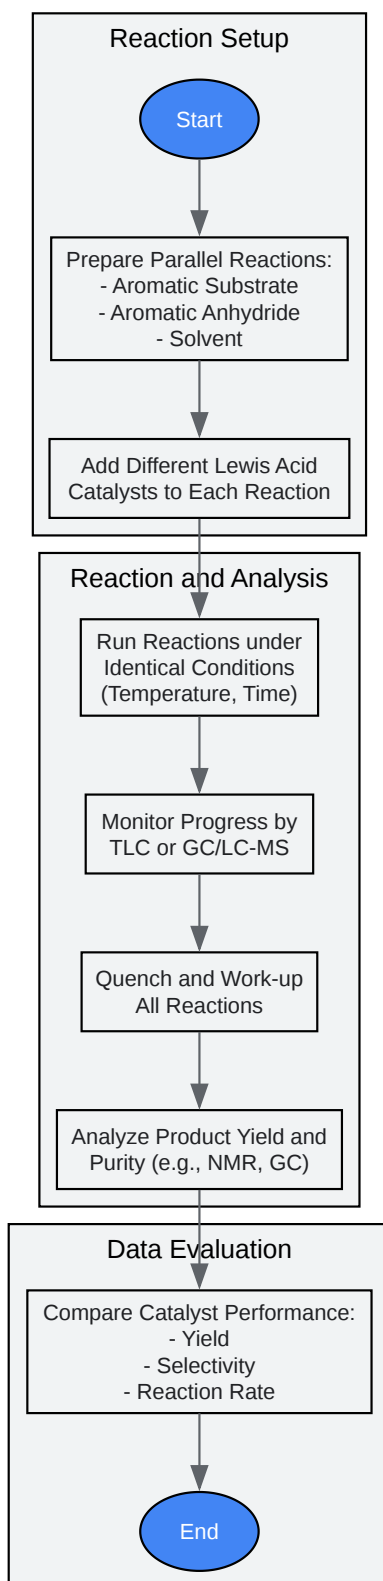 Reaction Setup
Start
Prepare Parallel Reactions:
- Aromatic Substrate
- Aromatic Anhydride
- Solvent
Add Different Lewis Acid
Catalysts to Each Reaction
Reaction and Analysis
Run Reactions under
Identical Conditions
(Temperature, Time)
Monitor Progress by
TLC or GC/LC-MS
Quench and Work-up
All Reactions
Analyze Product Yield and
Purity (e.g., NMR, GC)
Data Evaluation
Compare Catalyst Performance:
- Yield
- Selectivity
- Reaction Rate
End